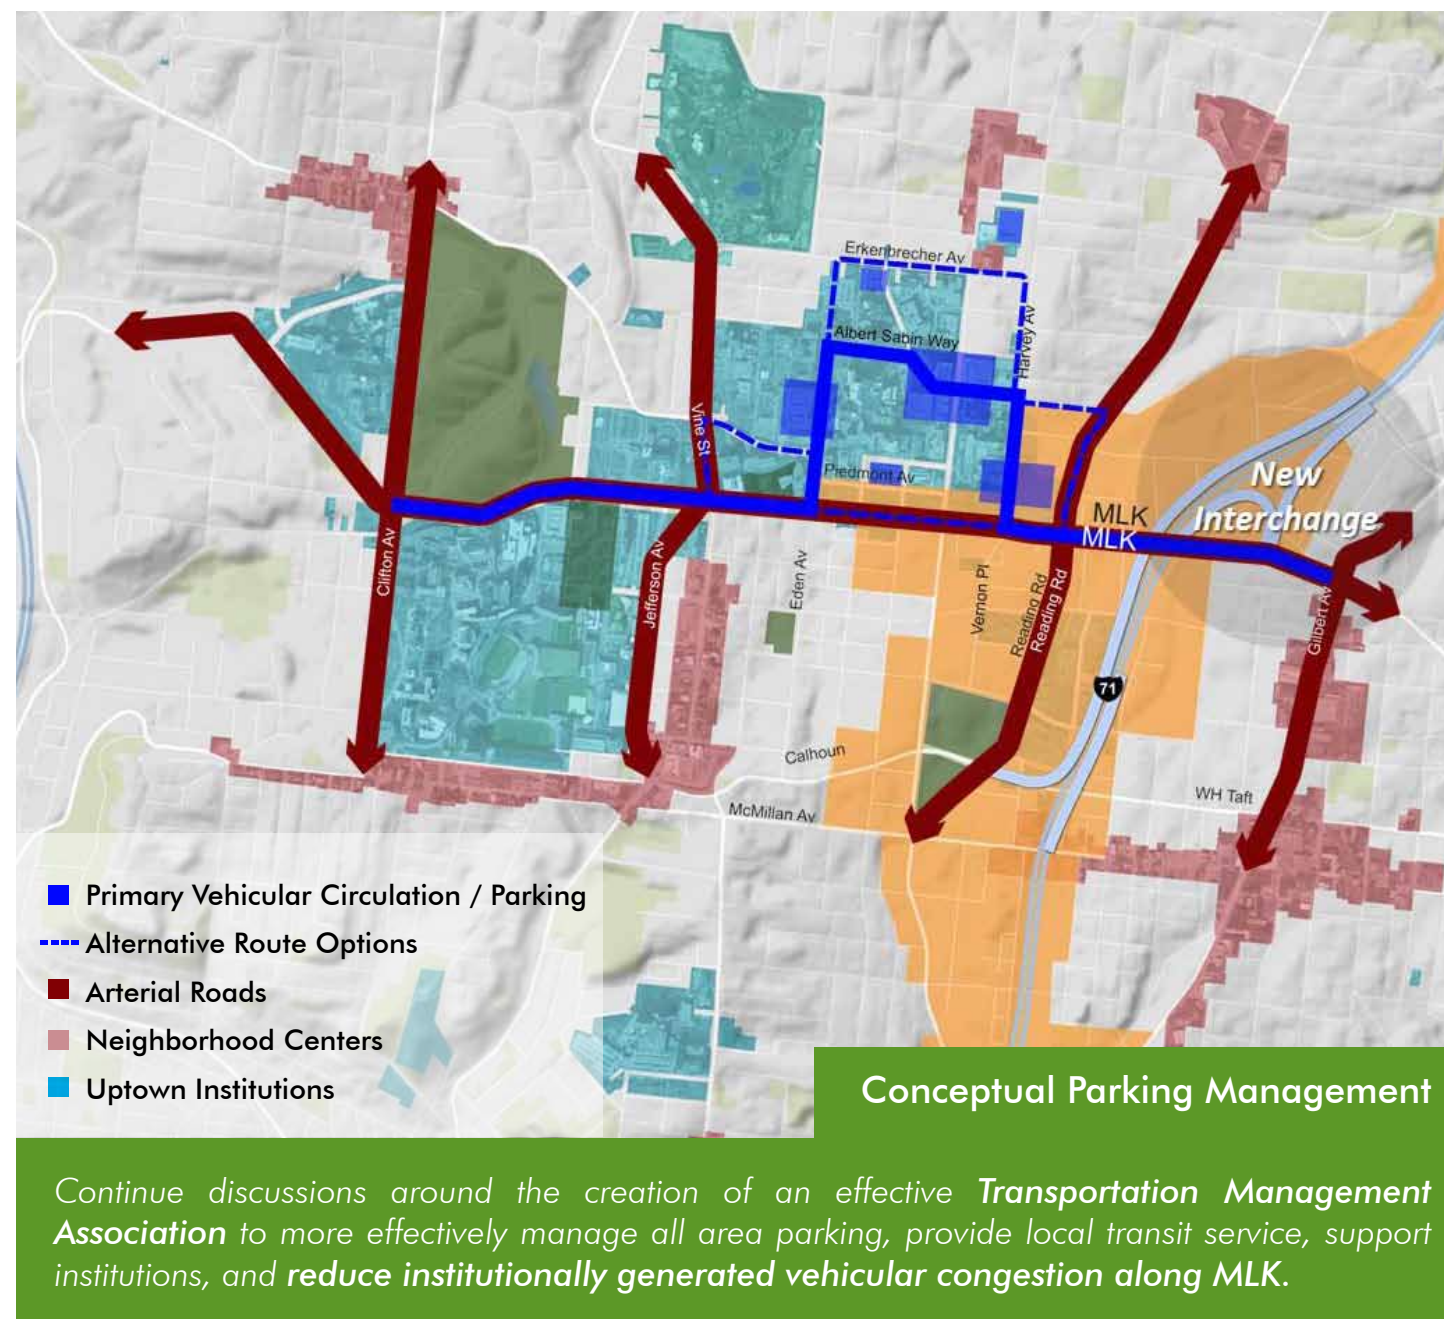 Erkenbrecher Av
Albert Sabin Way
Harvey Av
Vine St
Piedmont Av
New
Interchange
MLK
MLK
Clifton Av
Jefferson Av
Eden Av
Vernon Pl
Reading Rd
Reading Rd
Gilbert Av
71
Calhoun
WH Taft
McMillan Av
Primary Vehicular Circulation / Parking
Alternative Route Options
Arterial Roads
Neighborhood Centers
Uptown Institutions
Conceptual Parking Management
Continue discussions around the creation of an effective Transportation Management
Association to more effectively manage all area parking, provide local transit service, support
institutions, and reduce institutionally generated vehicular congestion along MLK.